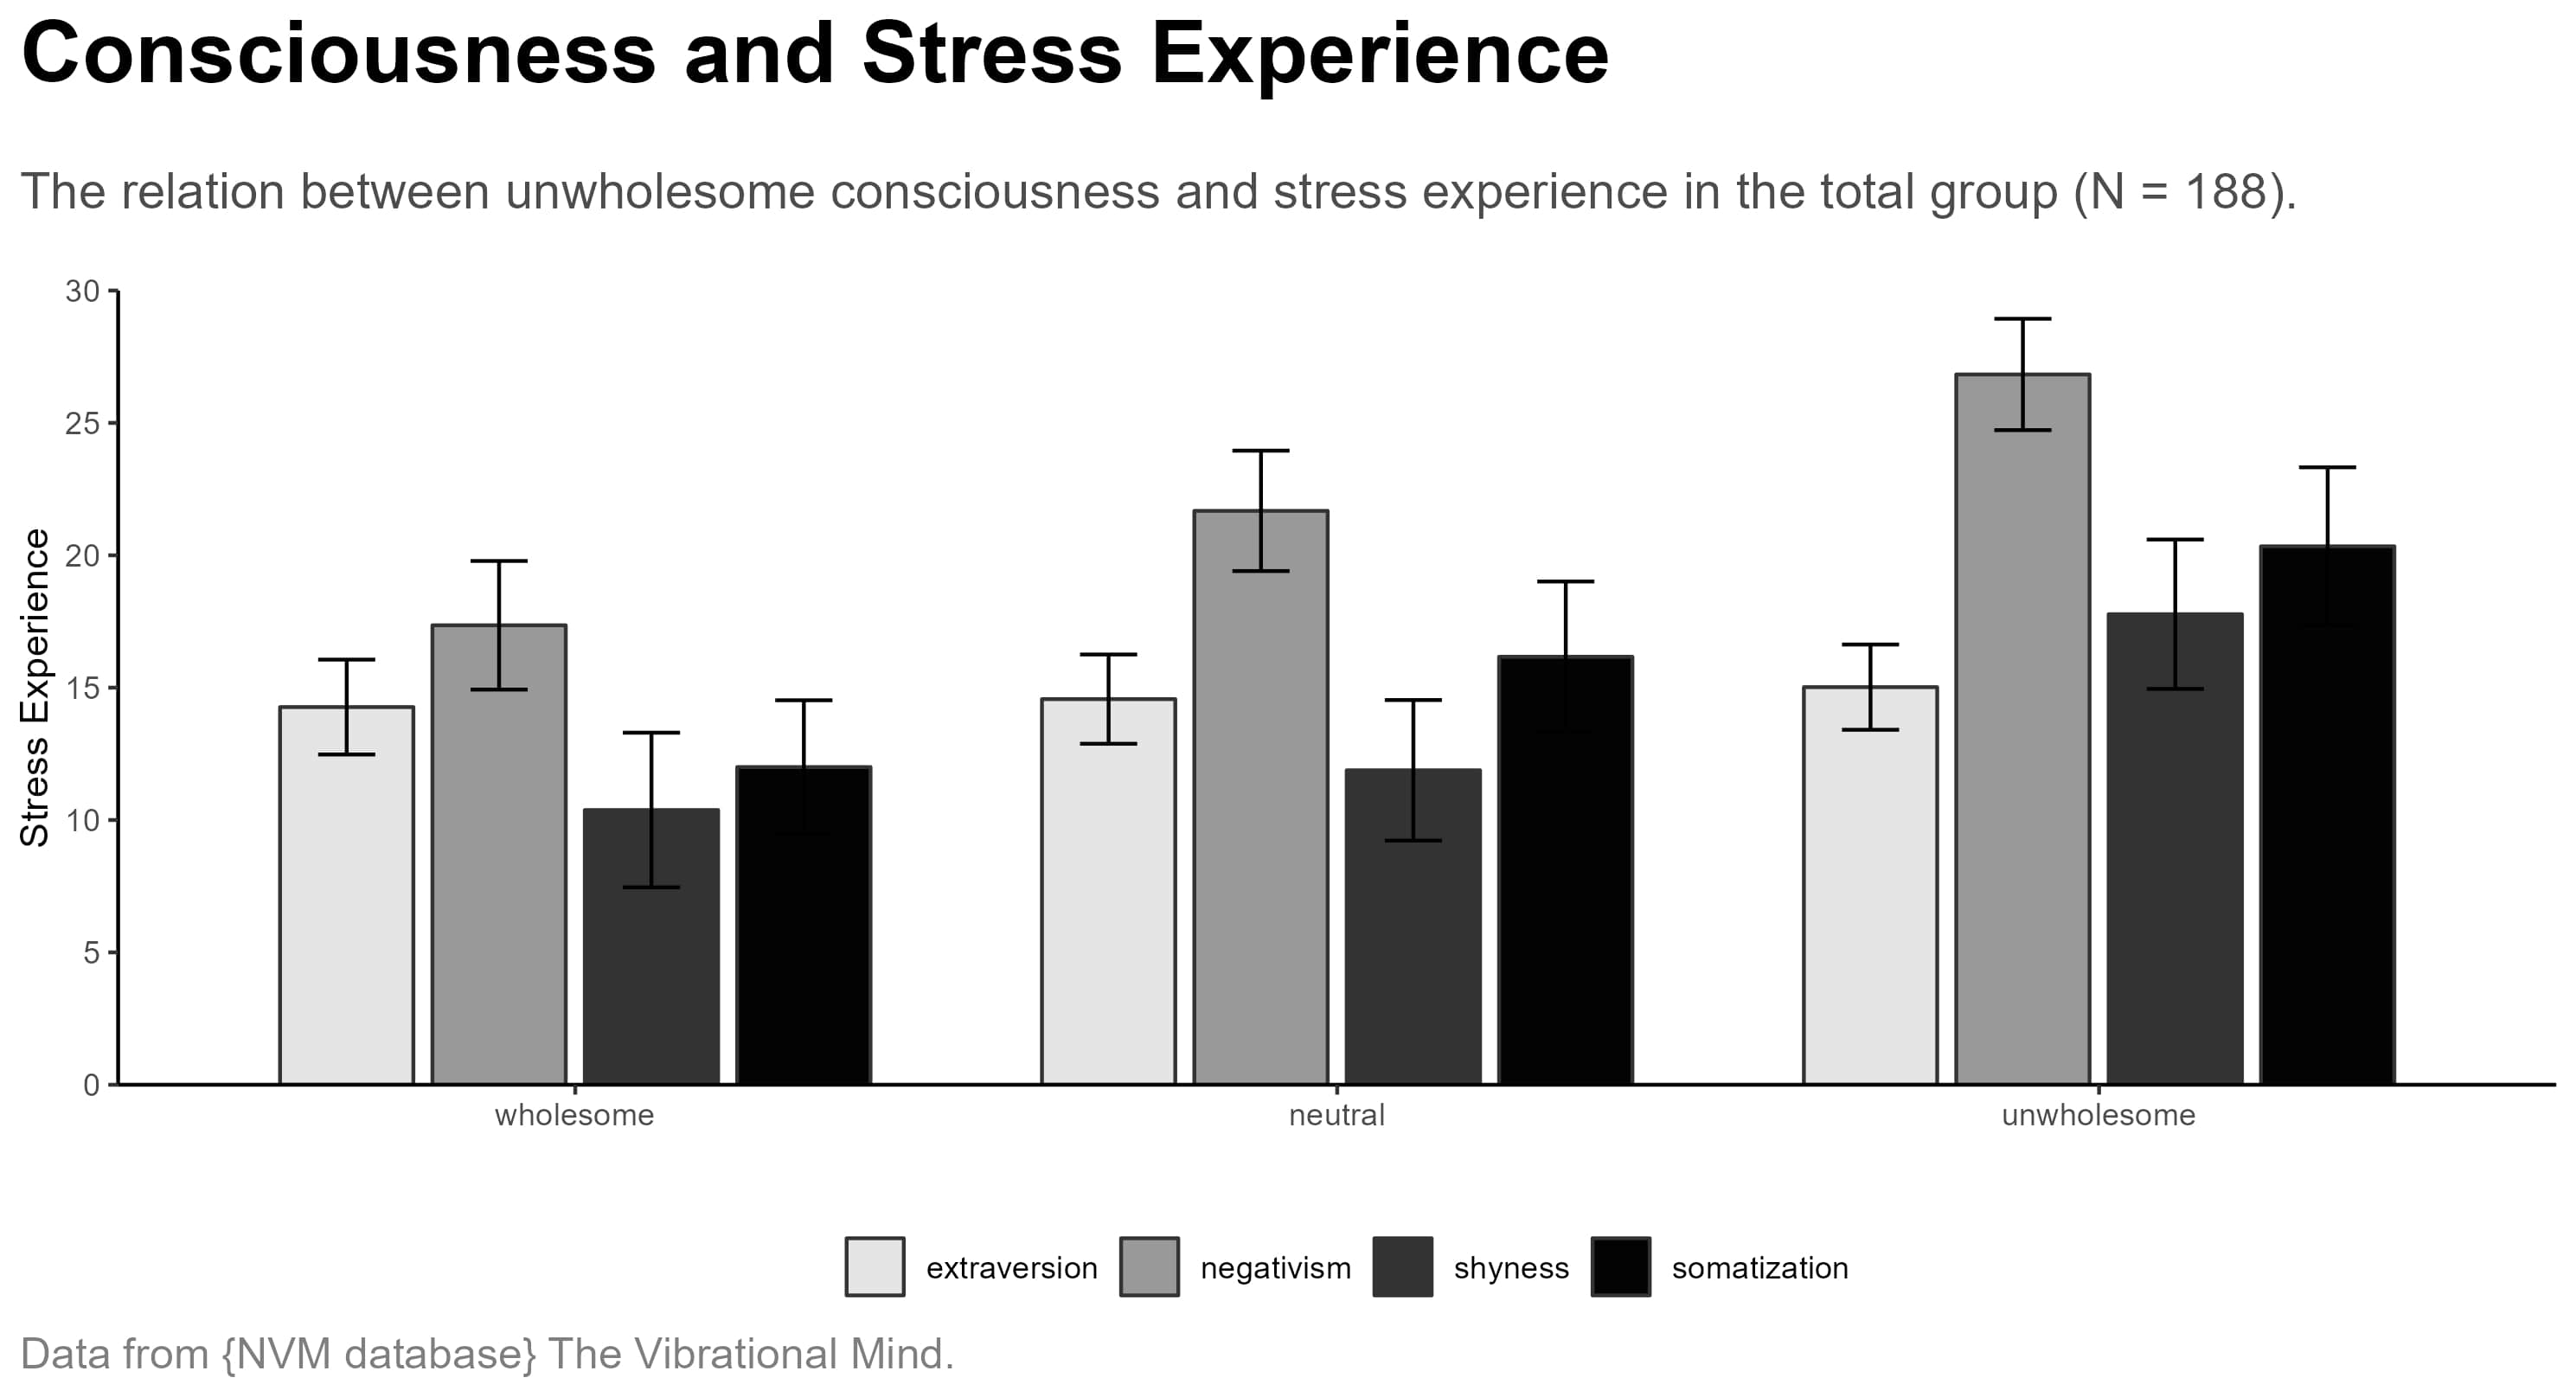 Consciousness and Stress Experience
The relation between unwholesome consciousness and stress experience in the total group (N = 188).
Stress Experience
30
25
20
15
10
5
0
wholesome neutral unwholesome
extraversion negativism shyness somatization
Data from {NVM database} The Vibrational Mind.